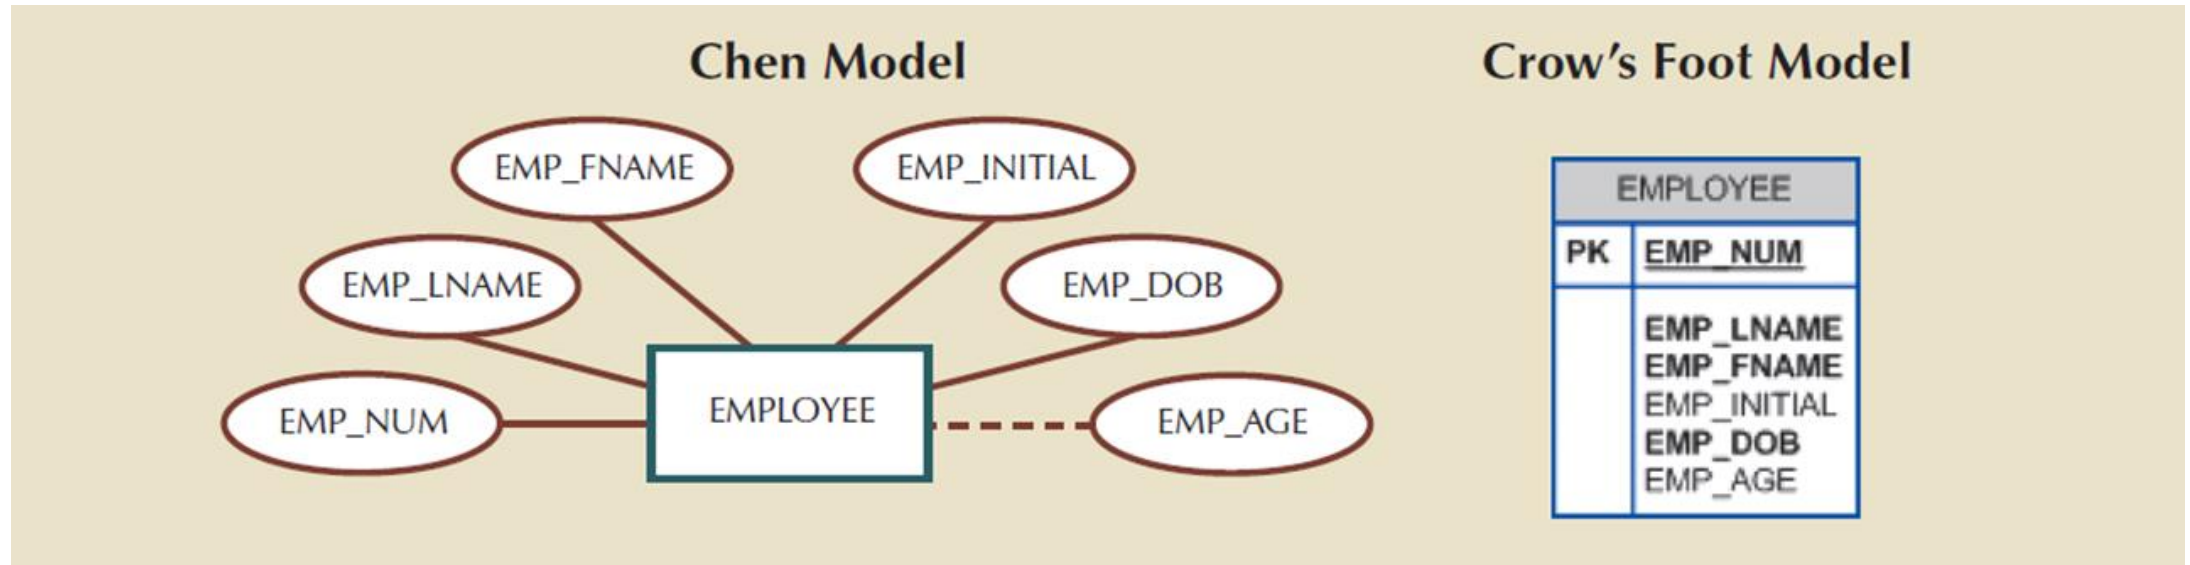 Chen Model
EMP_FNAME
EMP_INITIAL
EMP_LNAME
EMP_DOB
EMP_NUM
EMPLOYEE
EMP_AGE
Crow's Foot Model
EMPLOYEE
PK EMP_NUM
EMP_LNAME
EMP_FNAME
EMP_INITIAL
EMP_DOB
EMP_AGE